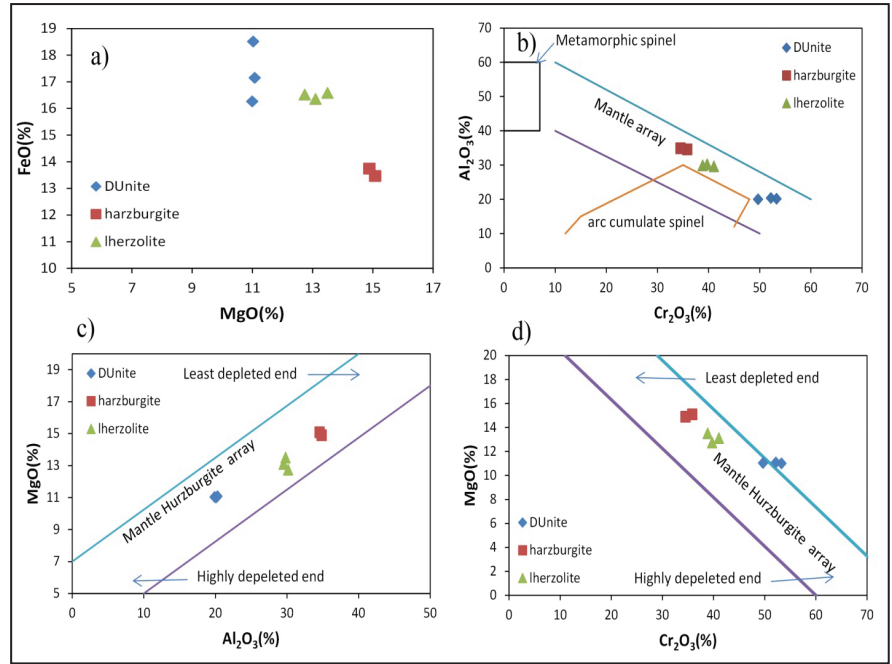 a)
FeO(%)
19
18
17
16
15
14
13
12
11
10
DUnite
harzburgite
lherzolite
5 7 9 11 13 15 17
MgO(%)
b)
Al2O3(%)
70
60
50
40
30
20
10
0
Metamorphic spinel
Mantle array
arc cumulate spinel
DUnite
harzburgite
lherzolite
0 10 20 30 40 50 60 70
Cr2O3(%)
c)
MgO(%)
19
17
15
13
11
9
7
5
DUnite
harzburgite
lherzolite
Least depleted end
Mantle Hurzburgite array
Highly depeleted end
0 10 20 30 40 50
Al2O3(%)
d)
MgO(%)
20
18
16
14
12
10
8
6
4
2
0
Least depleted end
Mantle Hurzburgite array
DUnite
harzburgite
lherzolite
Highly depeleted end
0 10 20 30 40 50 60 70
Cr2O3(%)